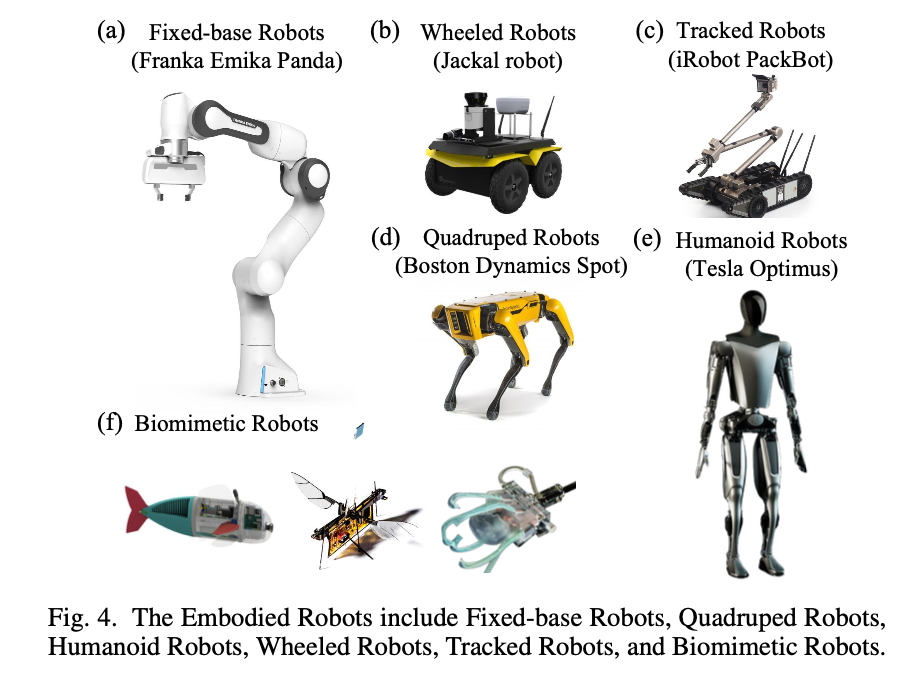 (a) Fixed-base Robots
(Franka Emika Panda)
(b) Wheeled Robots
(Jackal robot)
(c) Tracked Robots
(iRobot PackBot)
(d) Quadruped Robots
(Boston Dynamics Spot)
(e) Humanoid Robots
(Tesla Optimus)
(f) Biomimetic Robots
Fig. 4. The Embodied Robots include Fixed-base Robots, Quadruped Robots,
Humanoid Robots, Wheeled Robots, Tracked Robots, and Biomimetic Robots.